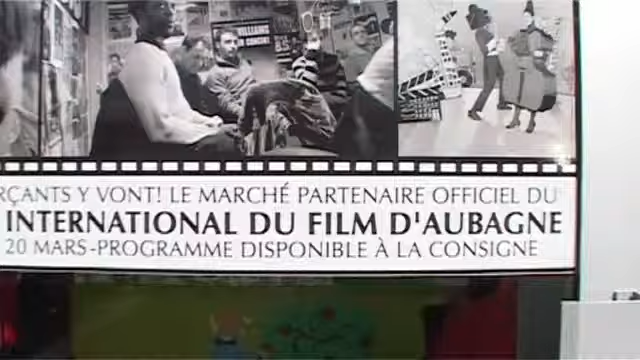 RÇANTS Y VONT! LE MARCHÉ PARTENAIRE OFFICIEL DU
INTERNATIONAL DU FILM D'AUBAGNE
20 MARS-PROGRAMME DISPONIBLE À LA CONSIGNE